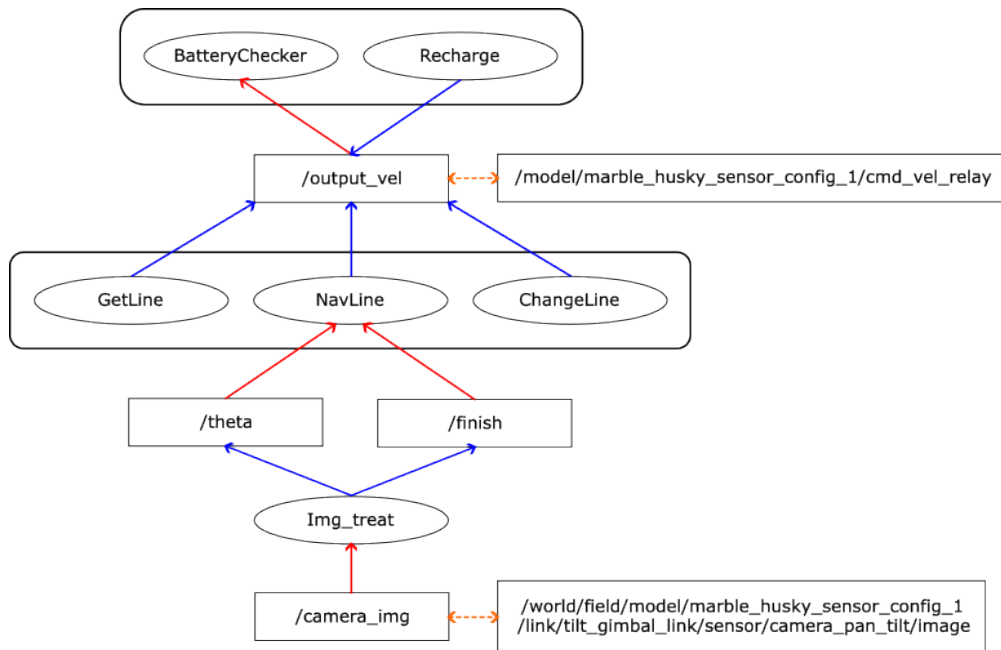 BatteryChecker
Recharge
/output_vel
/model/marble_husky_sensor_config_1/cmd_vel_relay
GetLine
NavLine
ChangeLine
/theta
/finish
Img_treat
/camera_img
/world/field/model/marble_husky_sensor_config_1
/link/tilt_gimbal_link/sensor/camera_pan_tilt/image